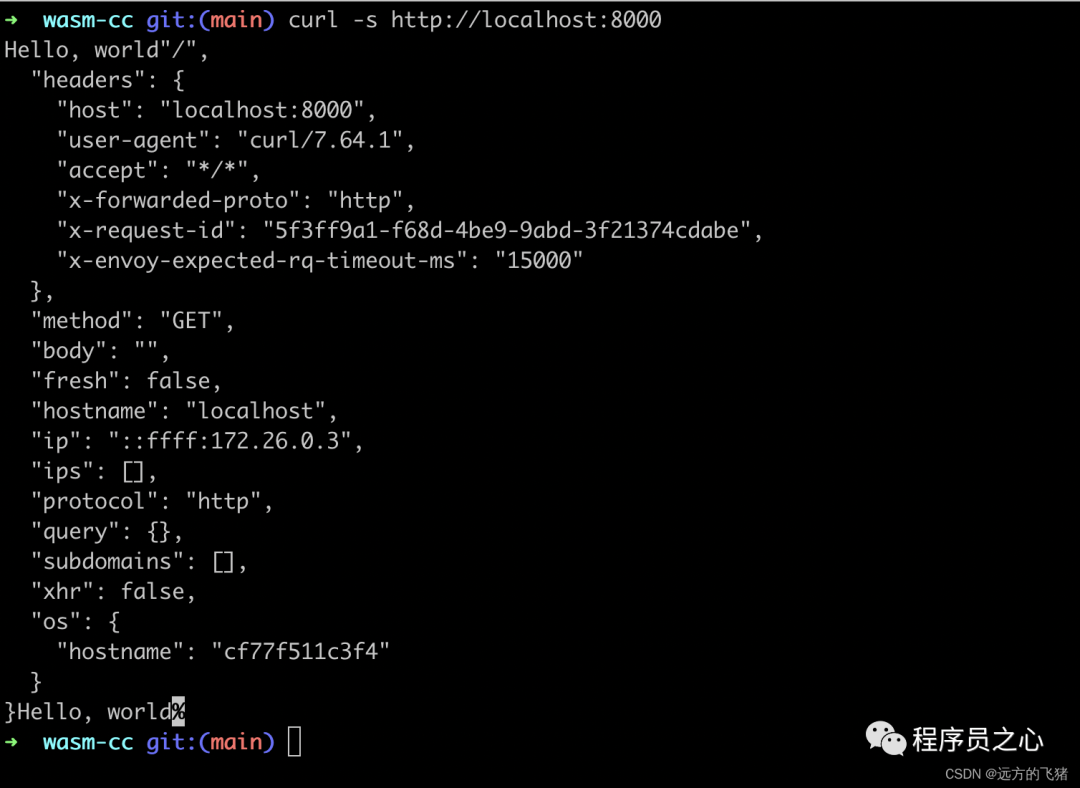 ➜  wasm-cc git:(main) curl -s http://localhost:8000
Hello, world"/",
  "headers": {
    "host": "localhost:8000",
    "user-agent": "curl/7.64.1",
    "accept": "*/*",
    "x-forwarded-proto": "http",
    "x-request-id": "5f3ff9a1-f68d-4be9-9abd-3f21374cdabe",
    "x-envoy-expected-rq-timeout-ms": "15000"
  },
  "method": "GET",
  "body": "",
  "fresh": false,
  "hostname": "localhost",
  "ip": "::ffff:172.26.0.3",
  "ips": [],
  "protocol": "http",
  "query": {},
  "subdomains": [],
  "xhr": false,
  "os": {
    "hostname": "cf77f511c3f4"
  }
}Hello, world%
➜  wasm-cc git:(main)
程序员之心
CSDN @远方的飞猪